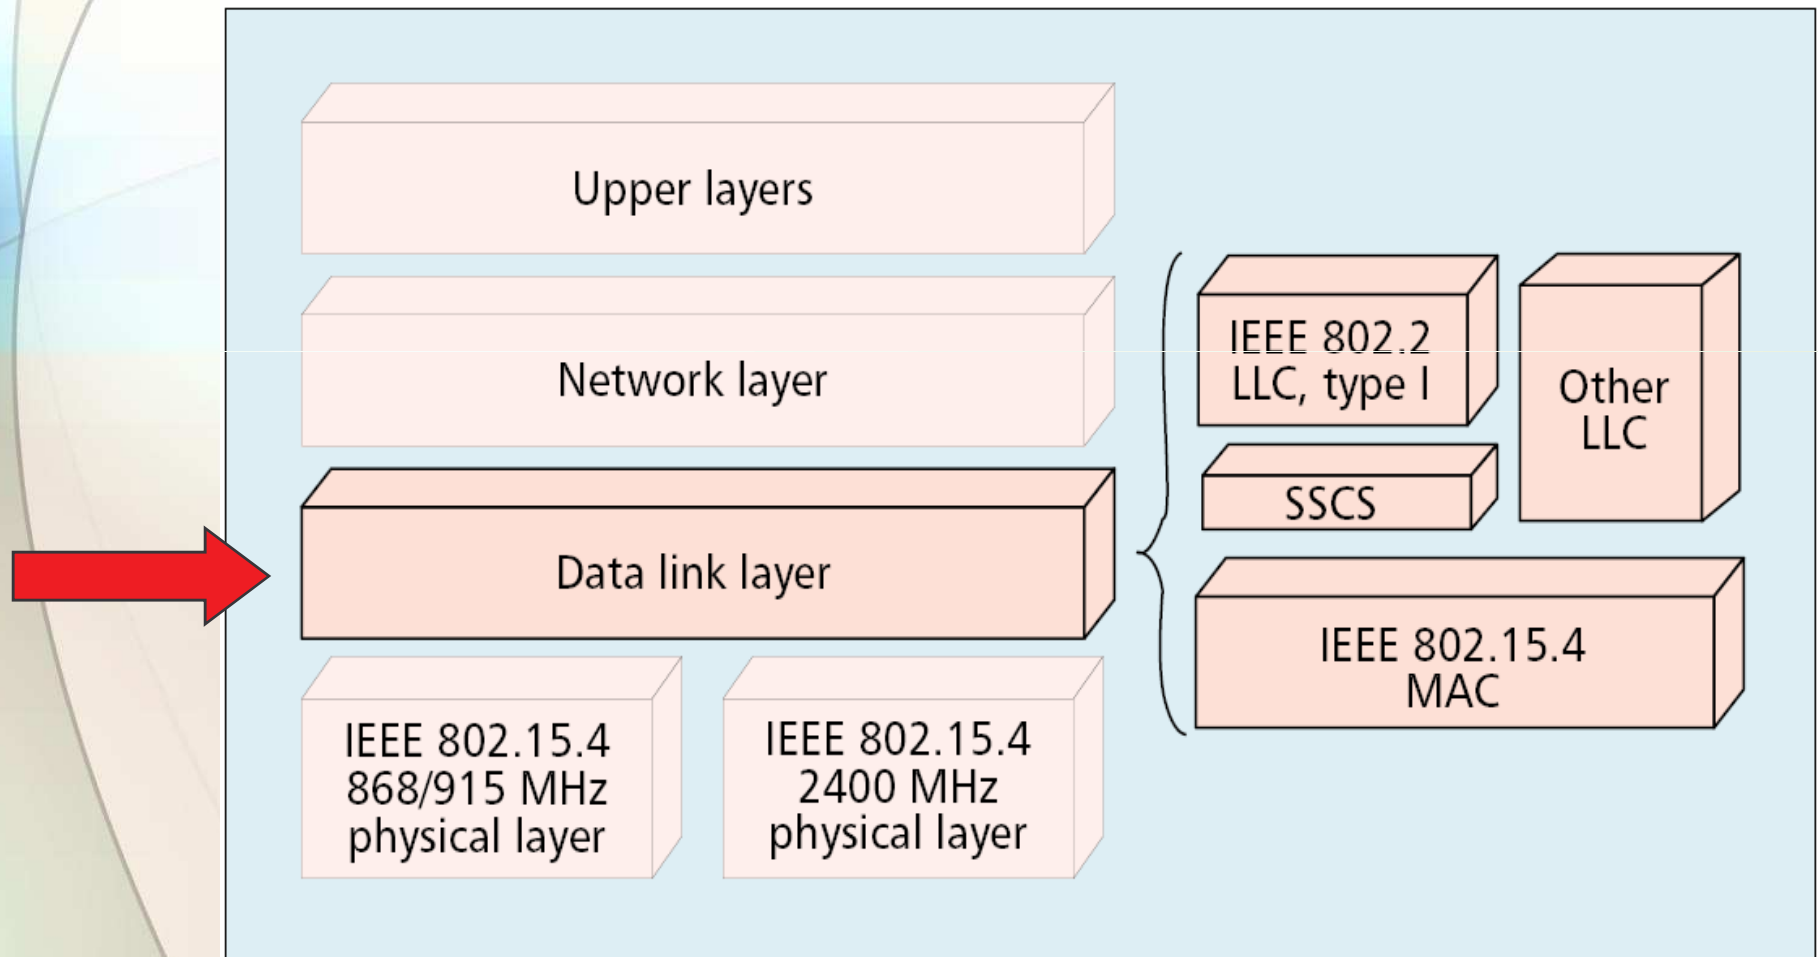 Upper layers
Network layer
Data link layer
IEEE 802.15.4
868/915 MHz
physical layer
IEEE 802.15.4
2400 MHz
physical layer
IEEE 802.2
LLC, type I
Other
LLC
SSCS
IEEE 802.15.4
MAC